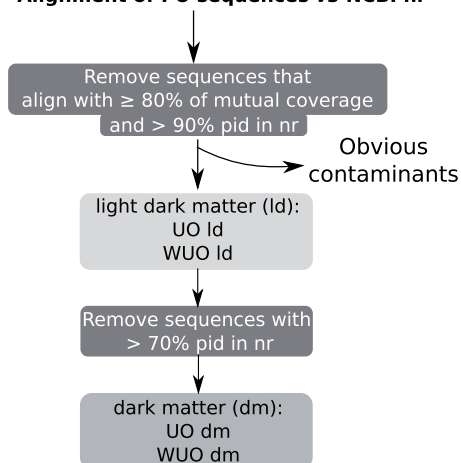 Alignment of PU sequences vs NCBI nr
Remove sequences that
align with ≥ 80% of mutual coverage
and > 90% pid in nr
Obvious
contaminants
light dark matter (ld):
UO ld
WUO ld
Remove sequences with
> 70% pid in nr
dark matter (dm):
UO dm
WUO dm